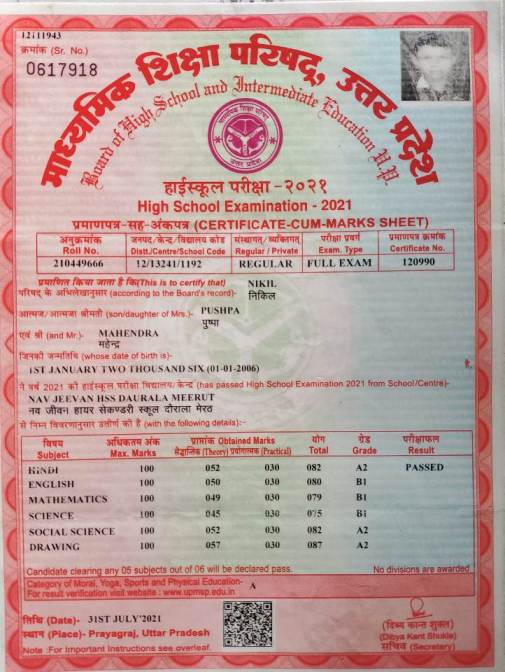 12111943
क्रमांक (Sr. No.)
0617918
माध्यमिक शिक्षा परिषद्, उत्तर प्रदेश
Board of High School and Intermediate Education U.P.
माध्यमिक शिक्षा परिषद
उत्तर प्रदेश
हाईस्कूल परीक्षा - २०२१
High School Examination - 2021
प्रमाणपत्र-सह-अंकपत्र (CERTIFICATE-CUM-MARKS SHEET)
अनुक्रमांक जनपद/केन्द्र/विद्यालय कोड संस्थागत/व्यक्तिगत परीक्षा प्रवर्ग प्रमाणपत्र क्रमांक
Roll No. Distt./Centre/School Code Regular / Private Exam. Type Certificate No.
210449666 12/13241/1192 REGULAR FULL EXAM 120990
प्रमाणित किया जाता है कि(This is to certify that) NIKIL
परिषद् के अभिलेखानुसार (according to the Board's record)- निकिल
आत्मज/आत्मजा श्रीमती (son/daughter of Mrs.)- PUSHPA
पुष्पा
एवं श्री (and Mr.)- MAHENDRA
महेन्द्र
जिनकी जन्मतिथि (whose date of birth is)-
1ST JANUARY TWO THOUSAND SIX (01-01-2006) है,
ने वर्ष 2021 की हाईस्कूल परीक्षा विद्यालय/केन्द्र (has passed High School Examination 2021 from School/Centre)-
NAV JEEVAN HSS DAURALA MEERUT
नव जीवन हायर सेकण्डरी स्कूल दौराला मेरठ
से निम्न विवरणानुसार उत्तीर्ण की है (with the following details):-
विषय अधिकतम अंक प्राप्तांक Obtained Marks योग ग्रेड परीक्षाफल
Subject Max. Marks सैद्धान्तिक (Theory) प्रयोगात्मक (Practical) Total Grade Result
HINDI 100 052 030 082 A2 PASSED
ENGLISH 100 050 030 080 B1
MATHEMATICS 100 049 030 079 B1
SCIENCE 100 045 030 075 B1
SOCIAL SCIENCE 100 052 030 082 A2
DRAWING 100 057 030 087 A2
Candidate clearing any 05 subjects out of 06 will be declared pass. No divisions are awarded
Category of Moral, Yoga, Sports and Physical Education- A
For result verification visit website : www.upmsp.edu.in
तिथि (Date) - 31ST JULY'2021
स्थान (Place)- Prayagraj, Uttar Pradesh
Note :For Important Instructions see overleaf.
(दिव्य कान्त शुक्ल)
(Dibya Kant Shukla)
सचिव (Secretary)